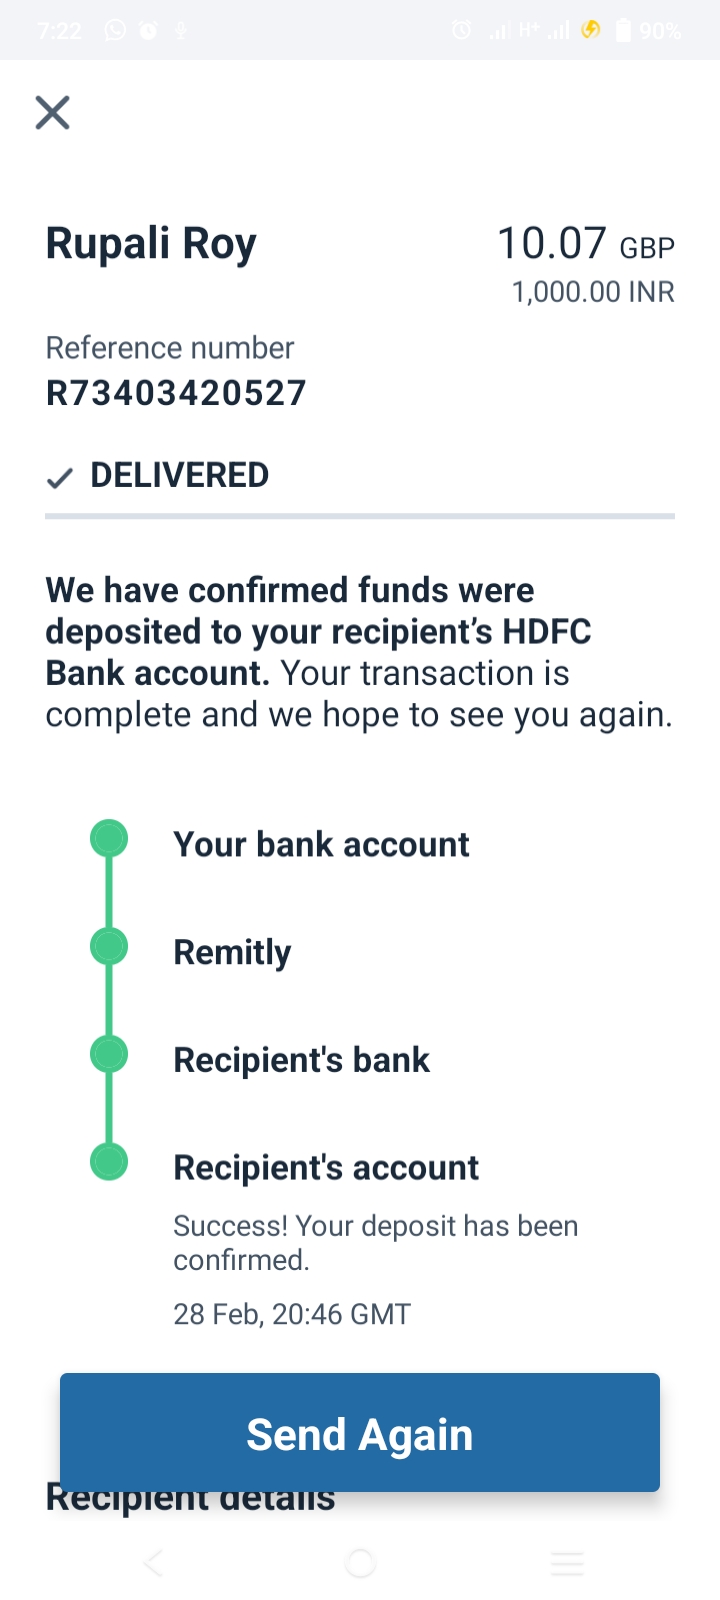 7:22 H+ 90%
Rupali Roy 10.07 GBP
1,000.00 INR
Reference number
R73403420527
DELIVERED
We have confirmed funds were
deposited to your recipient’s HDFC
Bank account. Your transaction is
complete and we hope to see you again.
Your bank account
Remitly
Recipient's bank
Recipient's account
Success! Your deposit has been
confirmed.
28 Feb, 20:46 GMT
Send Again
Recipient details